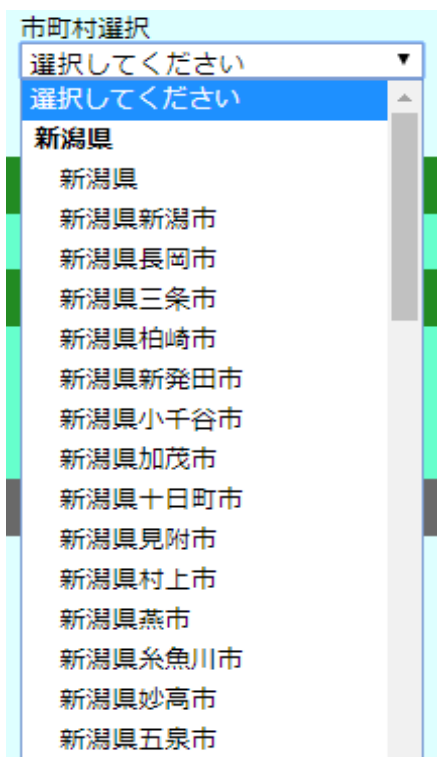 市町村選択
選択してください
選択してください
新潟県
新潟県
新潟県新潟市
新潟県長岡市
新潟県三条市
新潟県柏崎市
新潟県新発田市
新潟県小千谷市
新潟県加茂市
新潟県十日町市
新潟県見附市
新潟県村上市
新潟県燕市
新潟県糸魚川市
新潟県妙高市
新潟県五泉市